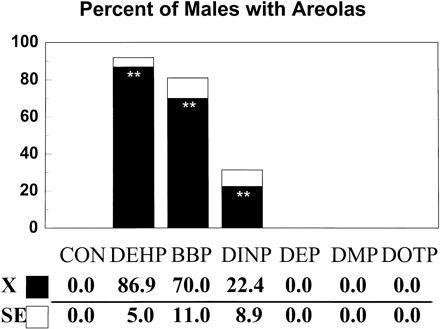 Percent of Males with Areolas
100
80
60
40
20
0
**
**
**
CON DEHP BBP DINP DEP DMP DOTP
X 0.0 86.9 70.0 22.4 0.0 0.0 0.0
SE 0.0 5.0 11.0 8.9 0.0 0.0 0.0